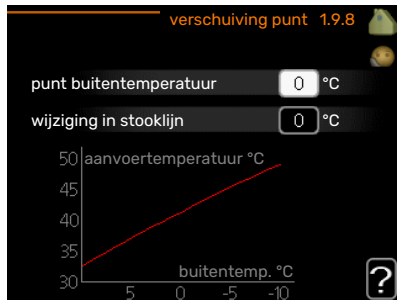 verschuiving punt 1.9.8
punt buitentemperatuur 0 °C
wijziging in stooklijn 0 °C
50 aanvoertemperatuur °C
45
40
35
30
buitentemp. °C
5 0 -5 -10
?